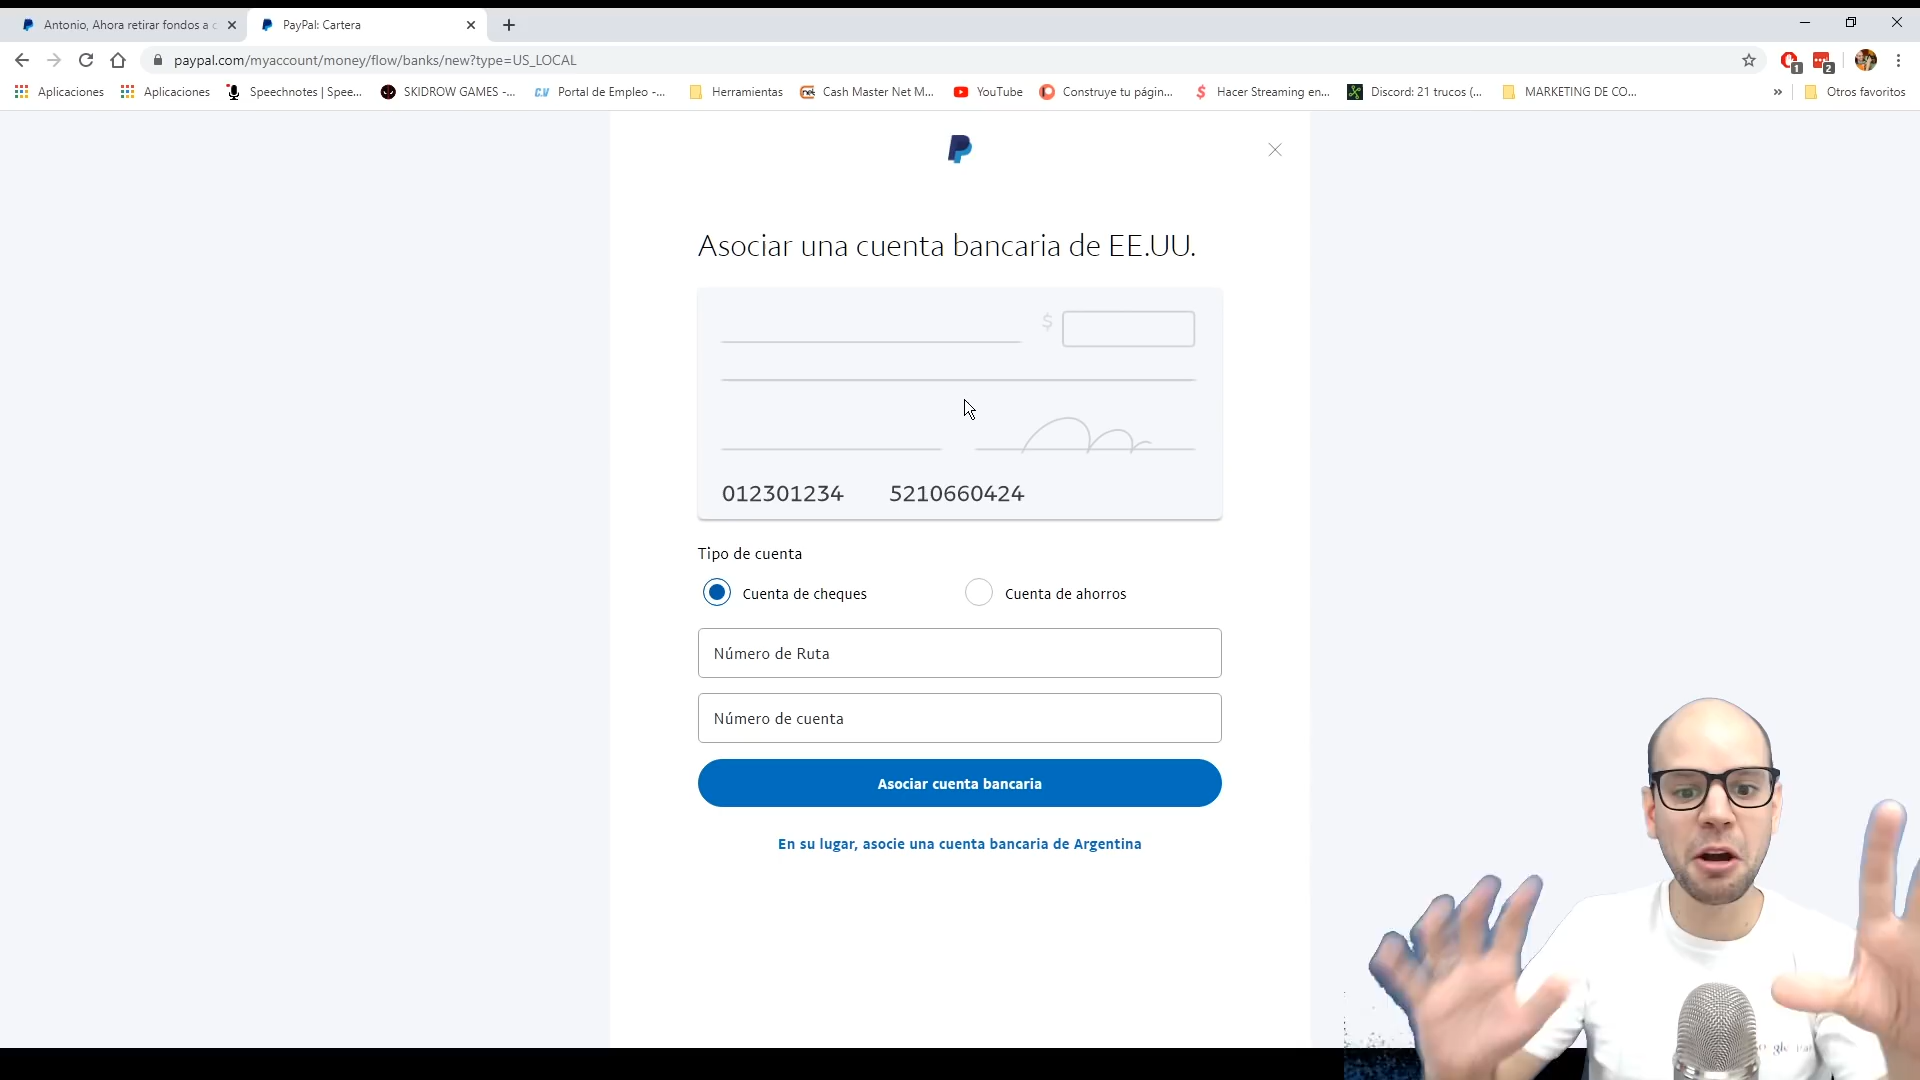 Antonio, Ahora retirar fondos a c
PayPal: Cartera
paypal.com/myaccount/money/flow/banks/new?type=US_LOCAL
1
2
Aplicaciones
Aplicaciones
Speechnotes | Spee...
SKIDROW GAMES -...
Portal de Empleo -...
Herramientas
Cash Master Net M...
YouTube
Construye tu págin...
Hacer Streaming en...
Discord: 21 trucos (...
MARKETING DE CO...
»
Otros favoritos
Asociar una cuenta bancaria de EE.UU.
$
012301234 5210660424
Tipo de cuenta
Cuenta de cheques
Cuenta de ahorros
Número de Ruta
Número de cuenta
Asociar cuenta bancaria
En su lugar, asocie una cuenta bancaria de Argentina